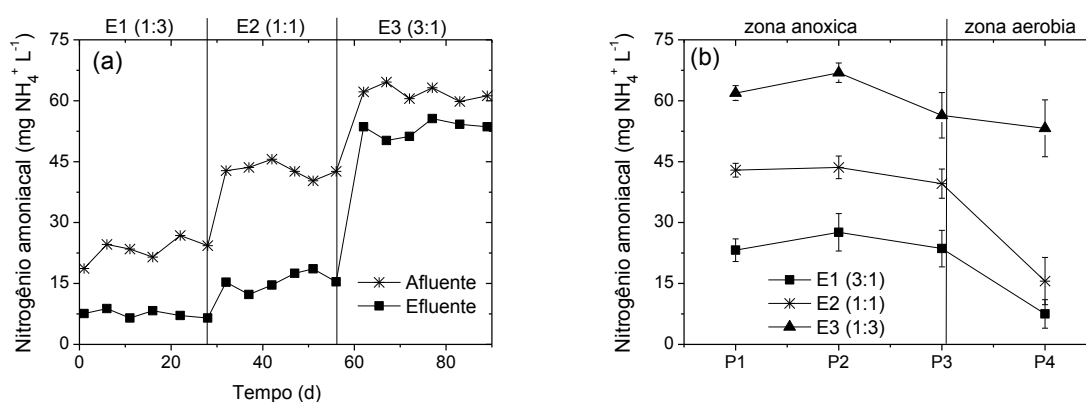 E1 (1:3) E2 (1:1) E3 (3:1)
(a)
Nitrogênio amoniacal (mg NH₄⁺ L⁻¹)
75
60
45
30
15
0
Afluente
Efluente
0 20 40 60 80
Tempo (d)
zona anoxica zona aerobia
(b)
Nitrogênio amoniacal (mg NH₄⁺ L⁻¹)
75
60
45
30
15
0
E1 (3:1)
E2 (1:1)
E3 (1:3)
P1 P2 P3 P4